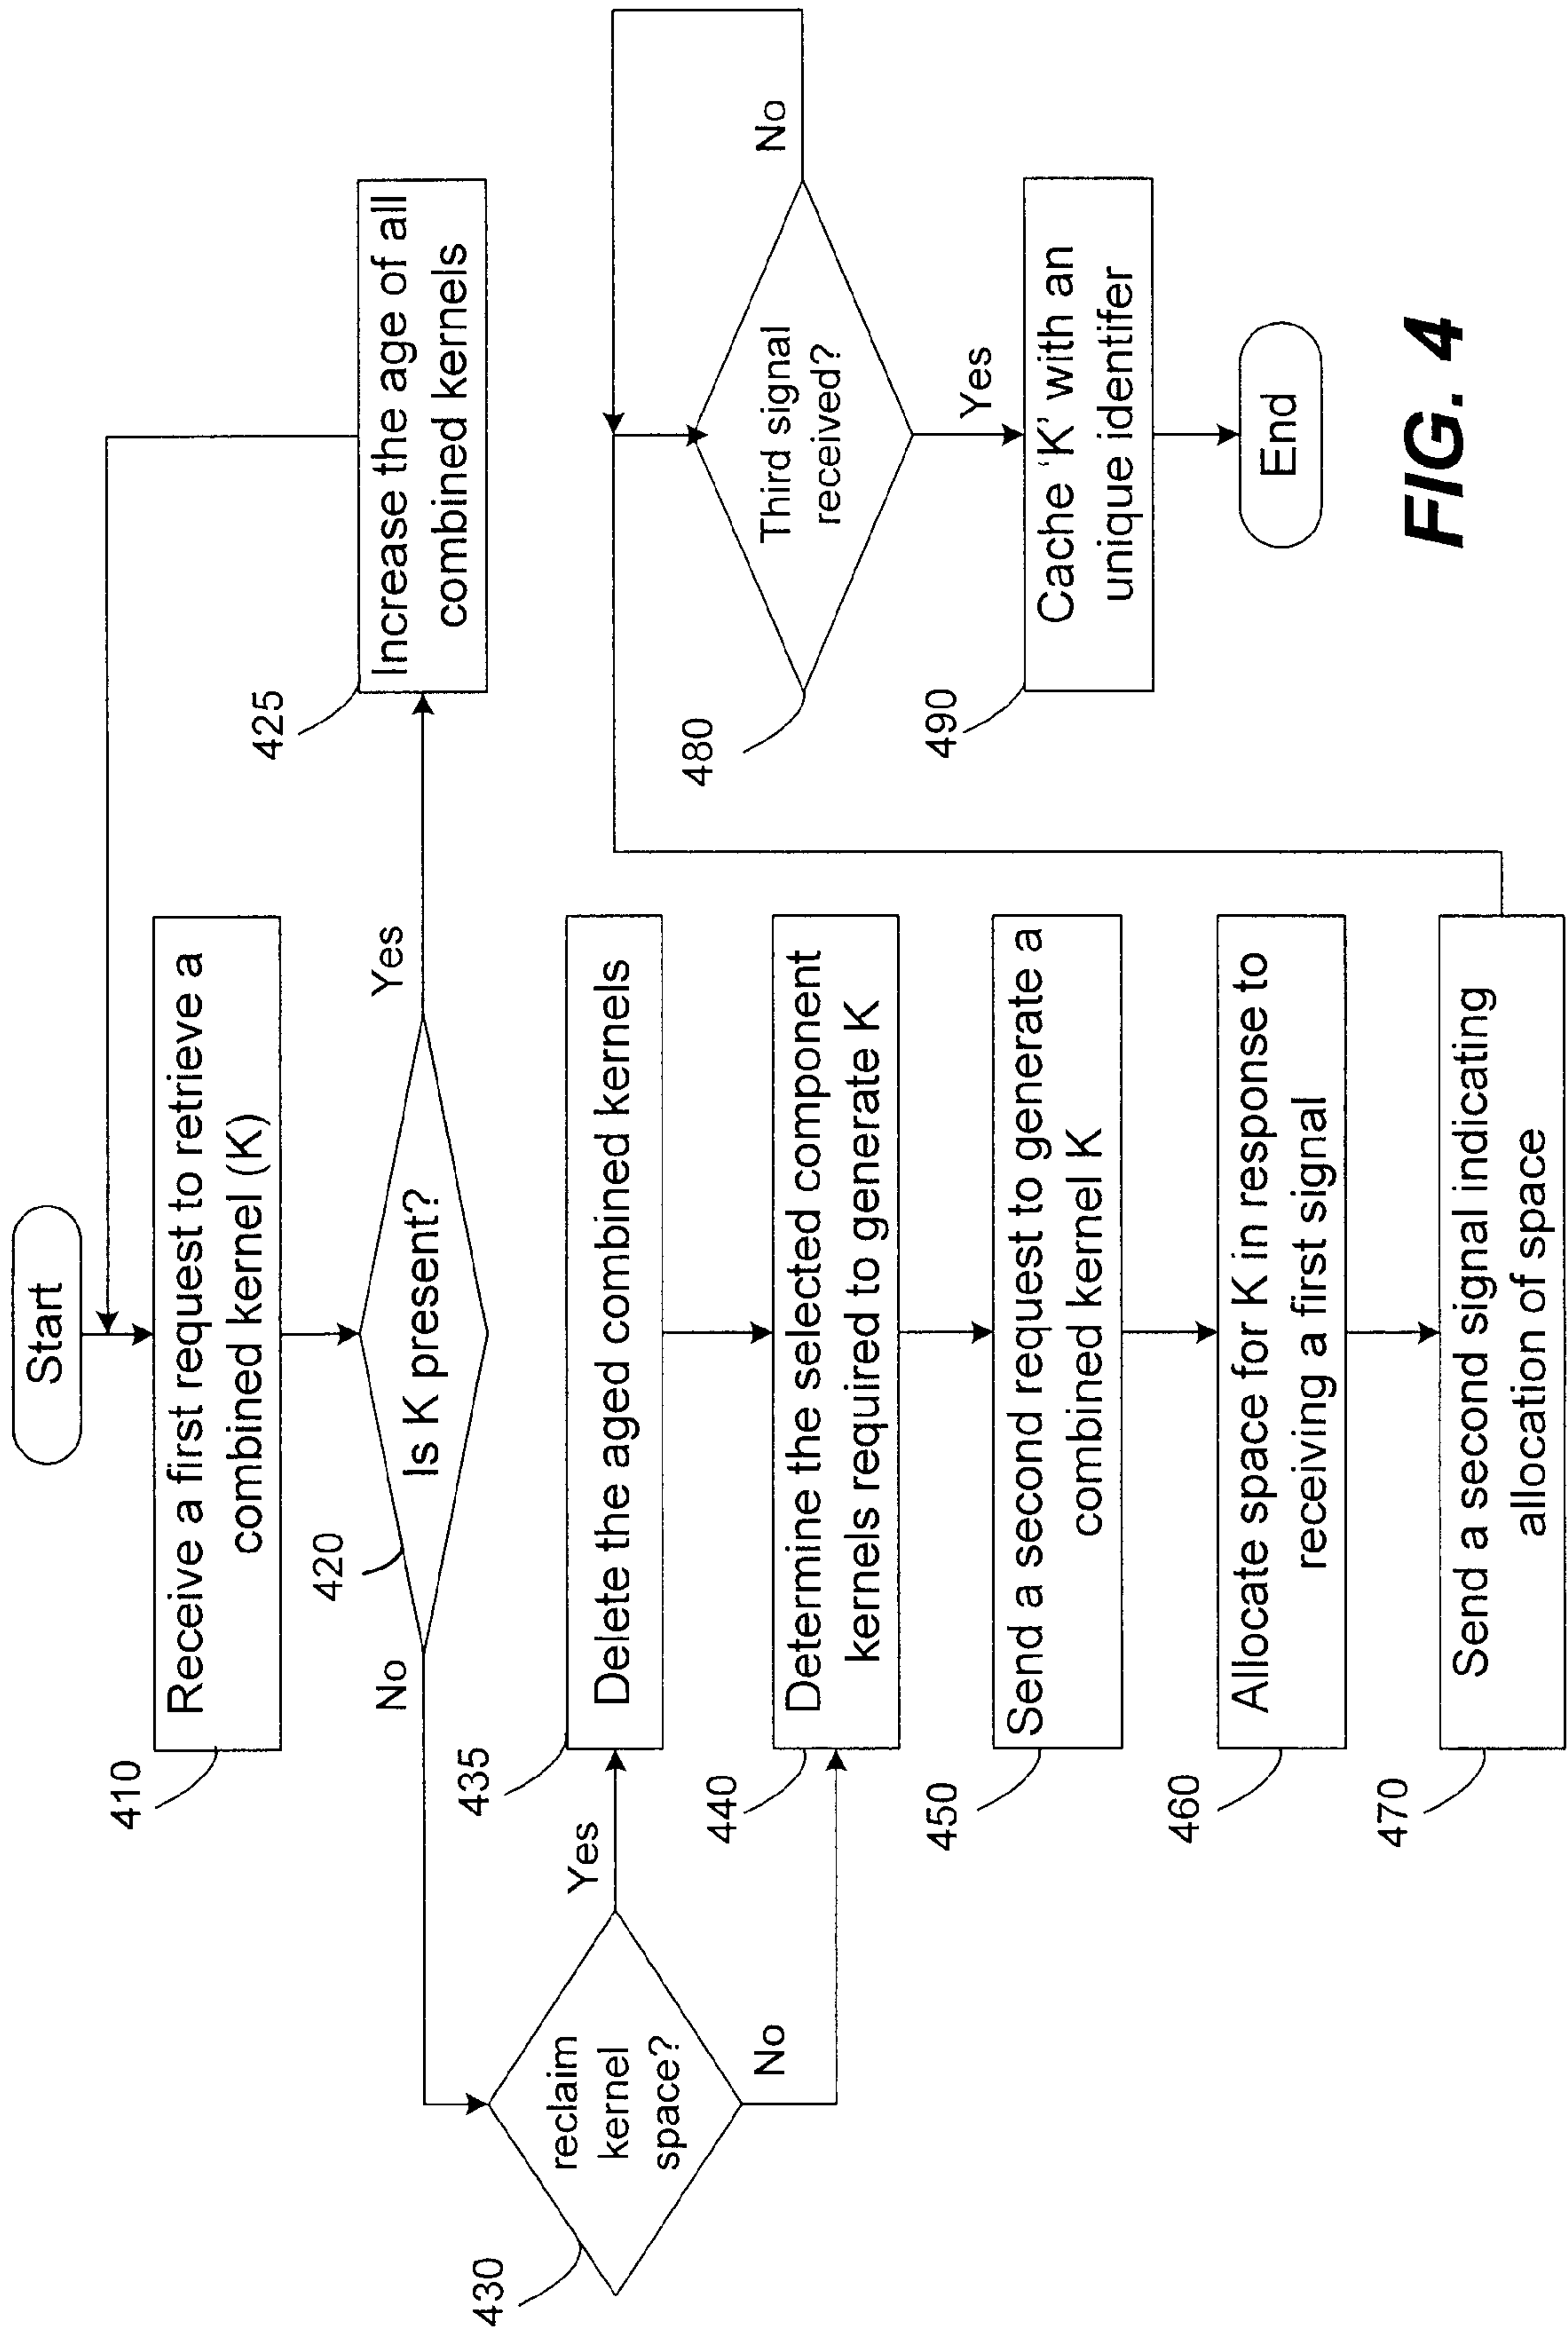 Start
410
Receive a first request to retrieve a
combined kernel (K)
420
Is K present?
Yes
No
425
Increase the age of all
combined kernels
430
reclaim
kernel
space?
Yes
No
435
Delete the aged combined kernels
440
Determine the selected component
kernels required to generate K
450
Send a second request to generate a
combined kernel K
460
Allocate space for K in response to
receiving a first signal
470
Send a second signal indicating
allocation of space
480
Third signal
received?
No
Yes
490
Cache 'K' with an
unique identifer
End
FIG. 4